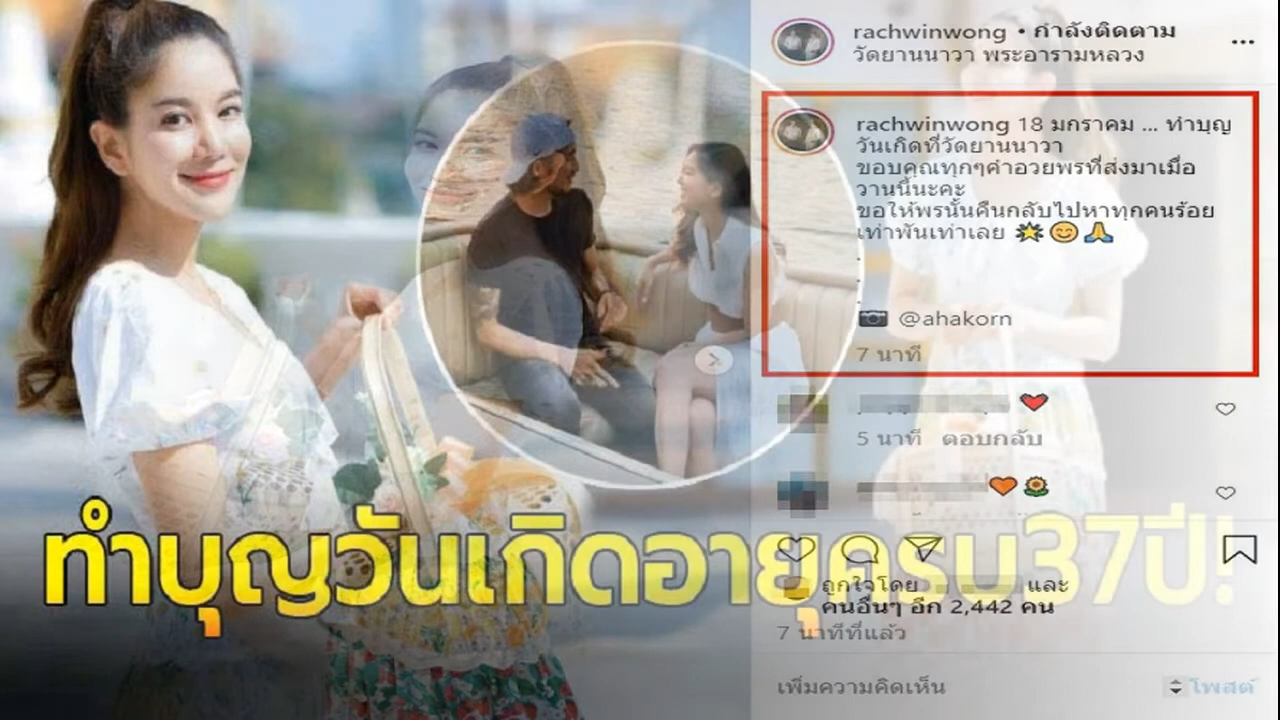 rachwinwong • กำลังติดตาม
วัดยานนาวา พระอารามหลวง
rachwinwong 18 มกราคม ... ทำบุญ
วันเกิดที่วัดยานนาวา
ขอบคุณทุกๆคำอวยพรที่ส่งมาเมื่อ
วานนี้นะคะ
ขอให้พรนั้นคืนกลับไปหาทุกคนร้อย
เท่าพันเท่าเลย 🌟😊🙏
.
.
.
📷 @ahakorn
7 นาที
❤️
5 นาที ตอบกลับ
🧡🌻
ทำบุญวันเกิดอายุครบ37ปี!
ถูกใจโดย และ
คนอื่นๆ อีก 2,442 คน
7 นาทีที่แล้ว
เพิ่มความคิดเห็น
โพสต์